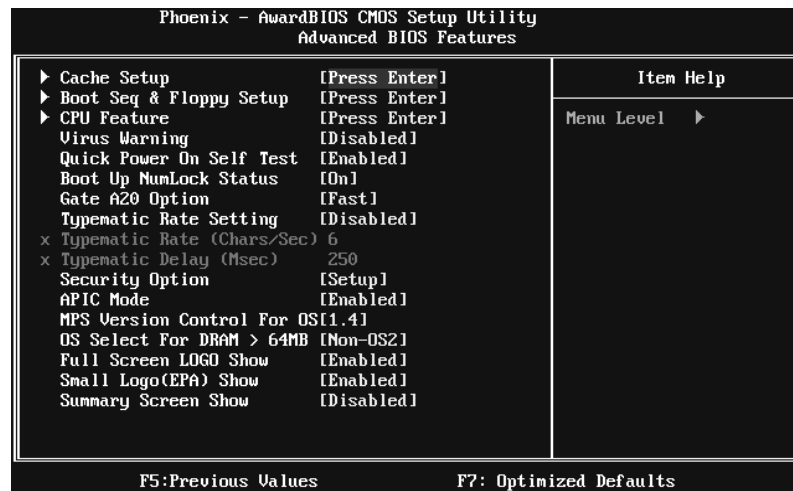 Phoenix - AwardBIOS CMOS Setup Utility
Advanced BIOS Features
Cache Setup [Press Enter]
Boot Seq & Floppy Setup [Press Enter]
CPU Feature [Press Enter]
Virus Warning [Disabled]
Quick Power On Self Test [Enabled]
Boot Up NumLock Status [On]
Gate A20 Option [Fast]
Typematic Rate Setting [Disabled]
x Typematic Rate (Chars/Sec) 6
x Typematic Delay (Msec) 250
Security Option [Setup]
APIC Mode [Enabled]
MPS Version Control For OS[1.4]
OS Select For DRAM > 64MB [Non-OS2]
Full Screen LOGO Show [Enabled]
Small Logo(EPA) Show [Enabled]
Summary Screen Show [Disabled]
Item Help
Menu Level
F5:Previous Values F7: Optimized Defaults